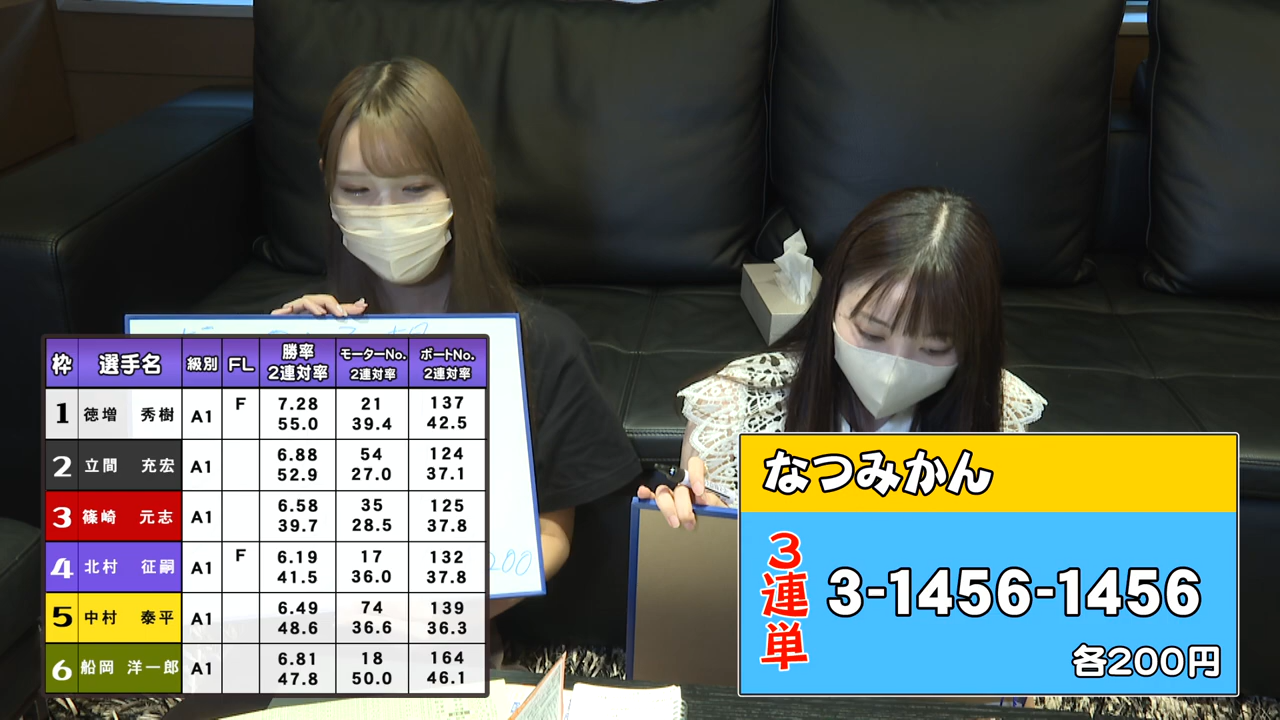 枠 選手名 級別 FL 勝率 2連対率 モーターNo. 2連対率 ボートNo. 2連対率
1 徳増 秀樹 A1 F 7.28 55.0 21 39.4 137 42.5
2 立間 充宏 A1 6.88 52.9 54 27.0 124 37.1
3 篠崎 元志 A1 6.58 39.7 35 28.5 125 37.8
4 北村 征嗣 A1 F 6.19 41.5 17 36.0 132 37.8
5 中村 泰平 A1 6.49 48.6 74 36.6 139 36.3
6 船岡 洋一郎 A1 6.81 47.8 18 50.0 164 46.1
200
なつみかん
3連単
3-1456-1456
各200円